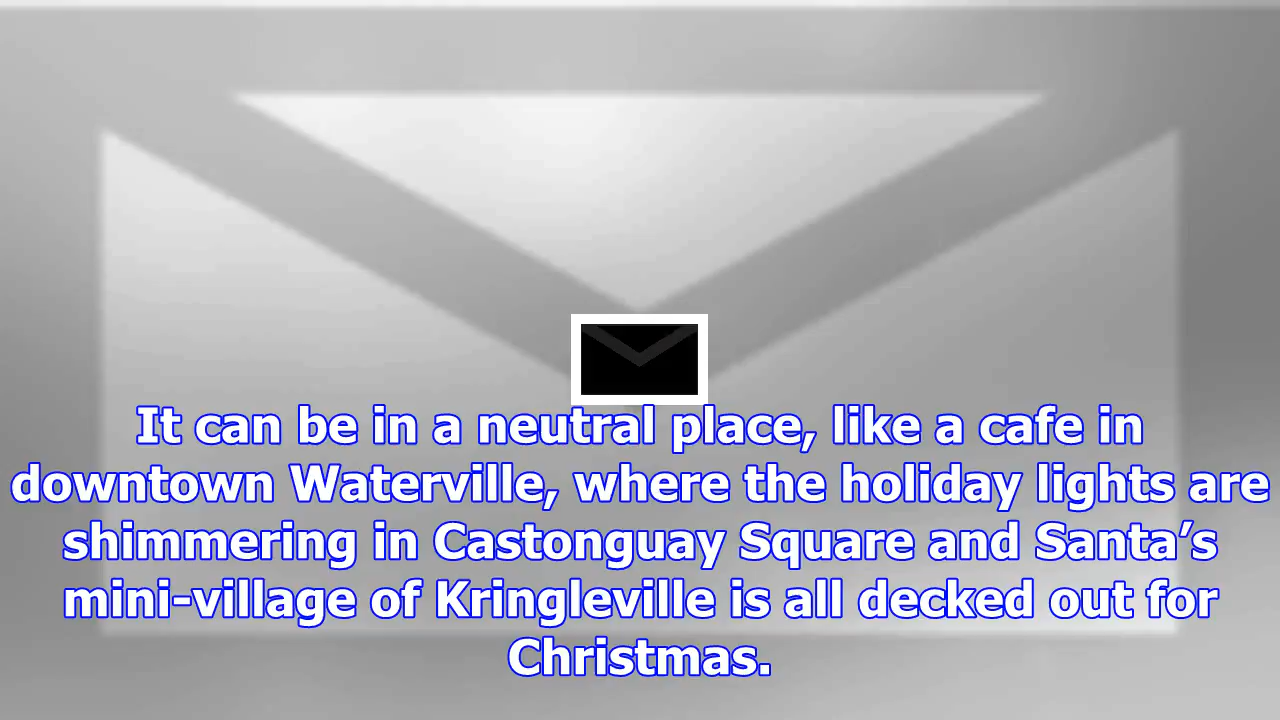 It can be in a neutral place, like a cafe in
downtown Waterville, where the holiday lights are
shimmering in Castonguay Square and Santa’s
mini-village of Kringleville is all decked out for
Christmas.